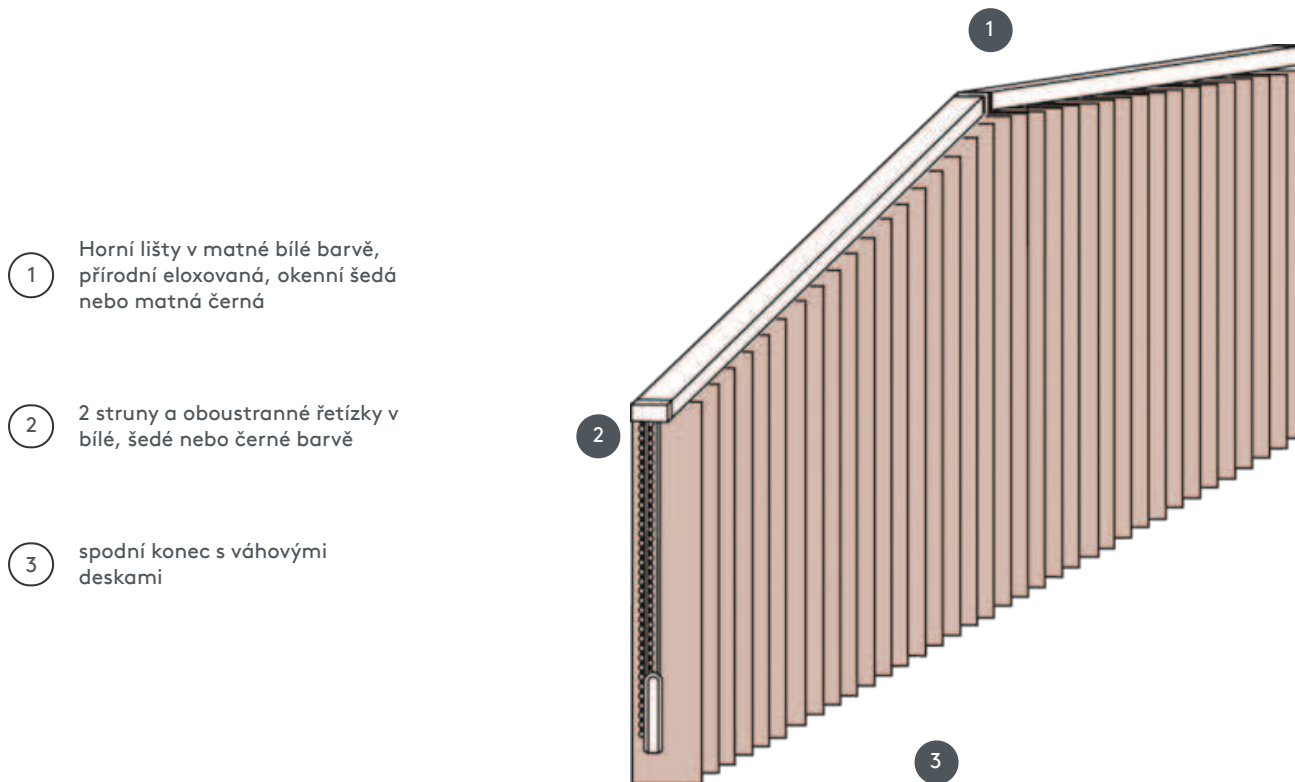 1
1
Horní lišty v matné bílé barvě,
přírodní eloxovaná, okenní šedá
nebo matná černá
2
2 struny a oboustranné řetízky v
bílé, šedé nebo černé barvě
2
3
spodní konec s váhovými
deskami
3